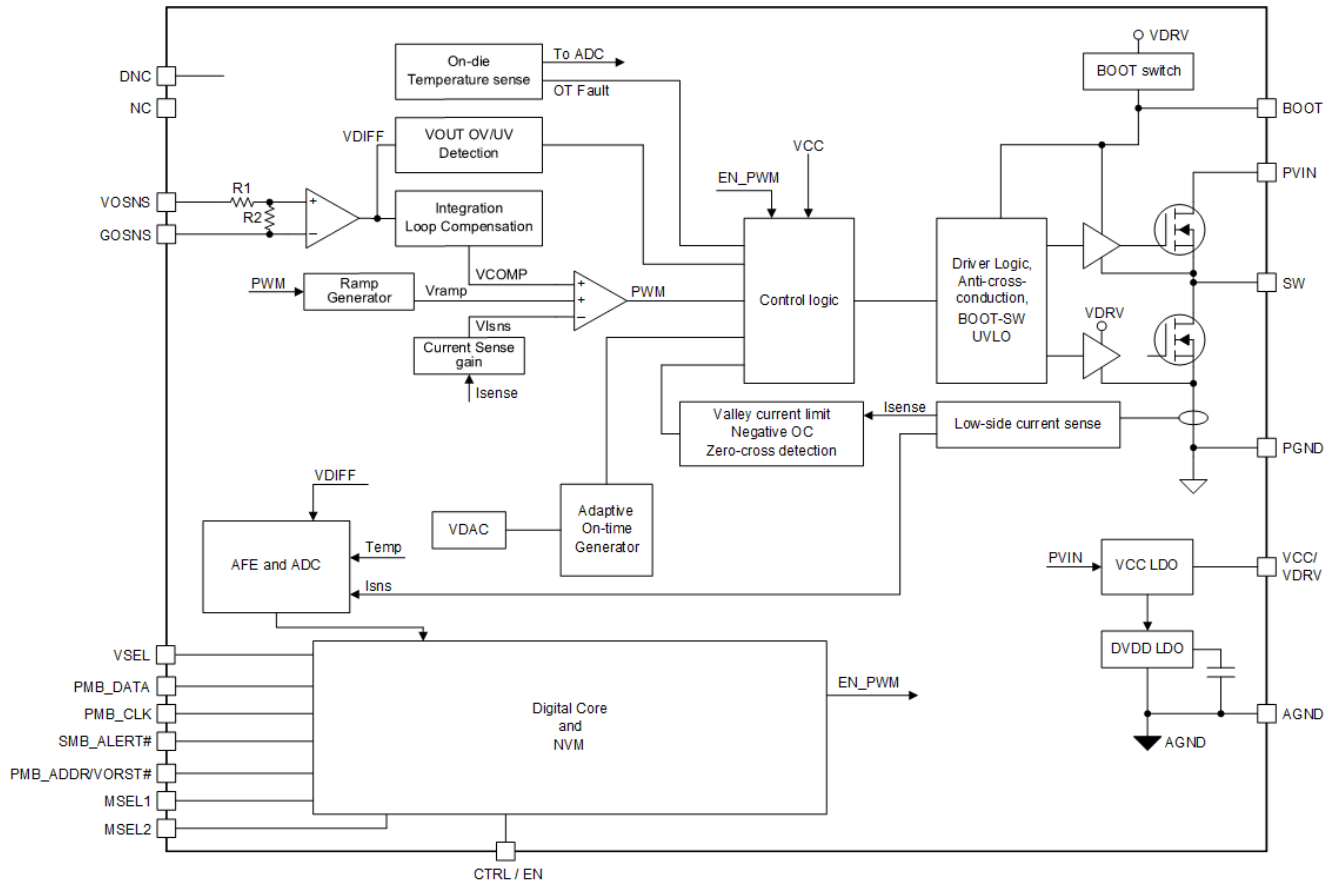 VDRV
On-die
Temperature sense
To ADC
OT Fault
BOOT switch
DNC
NC
BOOT
VDIFF
VOUT OV/UV
Detection
VCC
EN_PWM
PVIN
R1
VOSNS
R2
GOSNS
+
−
Integration
Loop Compensation
Driver Logic,
Anti-cross-
conduction,
BOOT-SW
UVLO
VCOMP
PWM
Ramp
Generator
Vramp
+
+
−
PWM
Control logic
SW
VDRV
VIsns
Current Sense
gain
Isense
Valley current limit
Negative OC
Zero-cross detection
Isense
Low-side current sense
PGND
VDIFF
VDAC
Adaptive
On-time
Generator
AFE and ADC
Temp
Isns
PVIN
VCC LDO
VCC/
VDRV
DVDD LDO
VSEL
PMB_DATA
PMB_CLK
SMB_ALERT#
PMB_ADDR/VORST#
MSEL1
MSEL2
Digital Core
and
NVM
EN_PWM
AGND
AGND
CTRL / EN